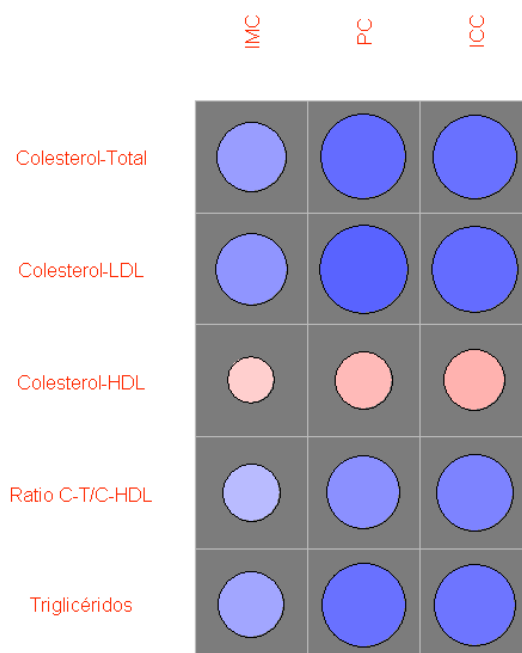 IMC
PC
ICC
Colesterol-Total
Colesterol-LDL
Colesterol-HDL
Ratio C-T/C-HDL
Triglicéridos